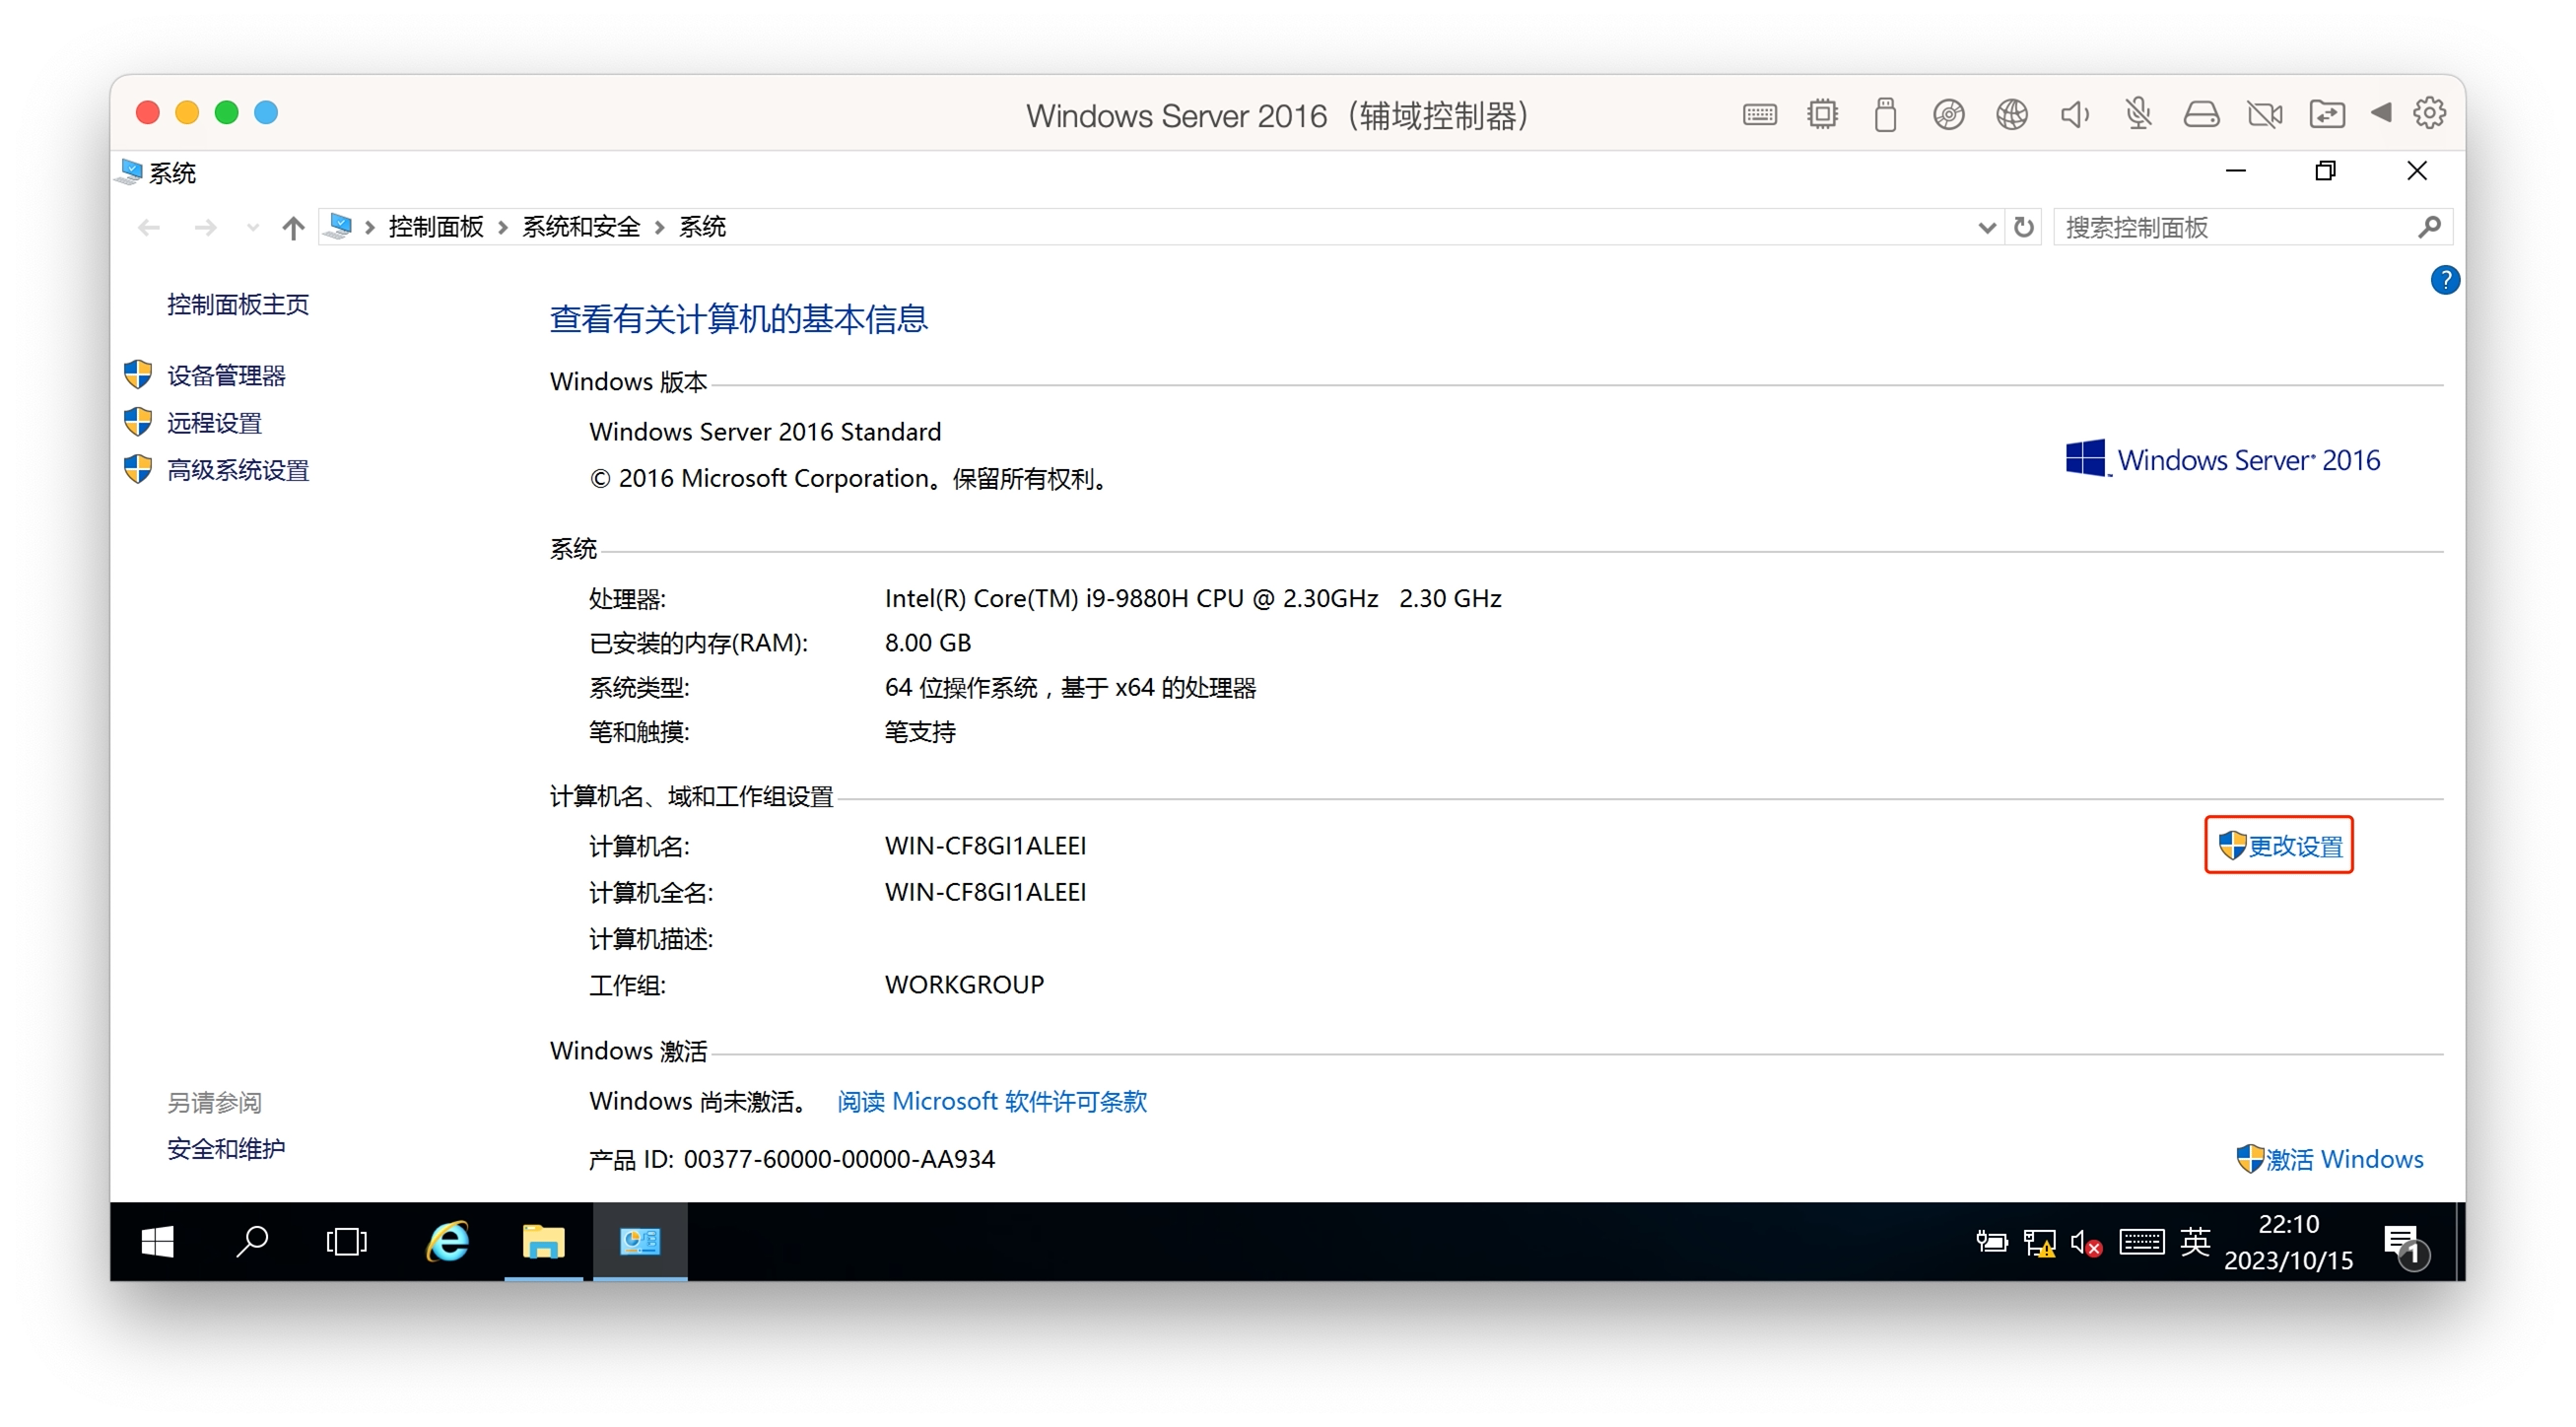 Windows Server 2016（辅域控制器）
系统
控制面板 系统和安全 系统
搜索控制面板
?
控制面板主页
设备管理器
远程设置
高级系统设置
查看有关计算机的基本信息
Windows 版本
Windows Server 2016 Standard
© 2016 Microsoft Corporation。保留所有权利。
Windows Server 2016
系统
处理器: Intel(R) Core(TM) i9-9880H CPU @ 2.30GHz 2.30 GHz
已安装的内存(RAM): 8.00 GB
系统类型: 64 位操作系统，基于 x64 的处理器
笔和触摸: 笔支持
计算机名、域和工作组设置
计算机名: WIN-CF8GI1ALEEI 更改设置
计算机全名: WIN-CF8GI1ALEEI
计算机描述:
工作组: WORKGROUP
Windows 激活
Windows 尚未激活。 阅读 Microsoft 软件许可条款
产品 ID: 00377-60000-00000-AA934 激活 Windows
另请参阅
安全和维护
英
22:10
2023/10/15
1